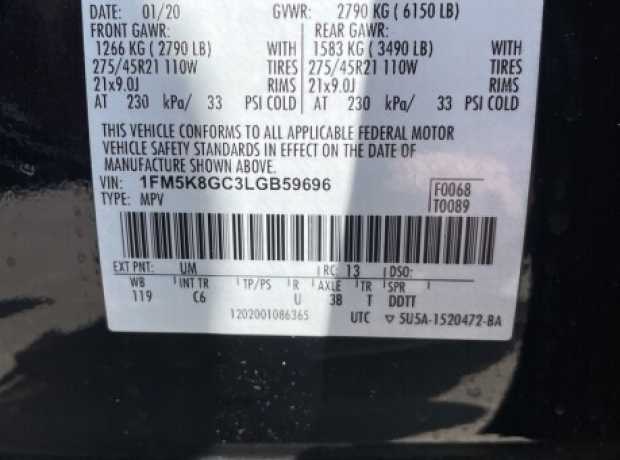 DATE: 01/20 GVWR: 2790 KG ( 6150 LB)
FRONT GAWR: REAR GAWR:
1266 KG ( 2790 LB) WITH 1583 KG ( 3490 LB) WITH
275/45R21 110W TIRES 275/45R21 110W TIRES
21x9.0J RIMS 21x9.0J RIMS
AT 230 kPa/ 33 PSI COLD AT 230 kPa/ 33 PSI COLD
THIS VEHICLE CONFORMS TO ALL APPLICABLE FEDERAL MOTOR
VEHICLE SAFETY STANDARDS IN EFFECT ON THE DATE OF
MANUFACTURE SHOWN ABOVE.
VIN: 1FM5K8GC3LGB59696 F0068
TYPE: MPV T0089
EXT PNT: UM RC: 13 DSO:
WB INT TR TP/PS R AXLE TR SPR
119 C6 U 38 T DDTT
1202001086365 UTC ▽ 5U5A-1520472-BA